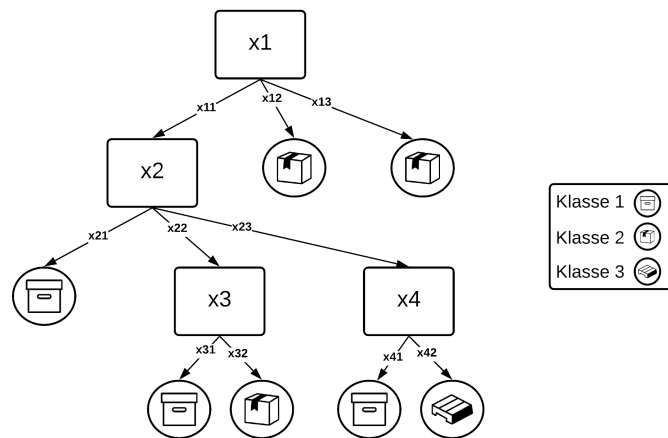 x1
x11
x12
x13
x2
x21
x22
x23
Klasse 1
Klasse 2
Klasse 3
x3
x4
x31
x32
x41
x42